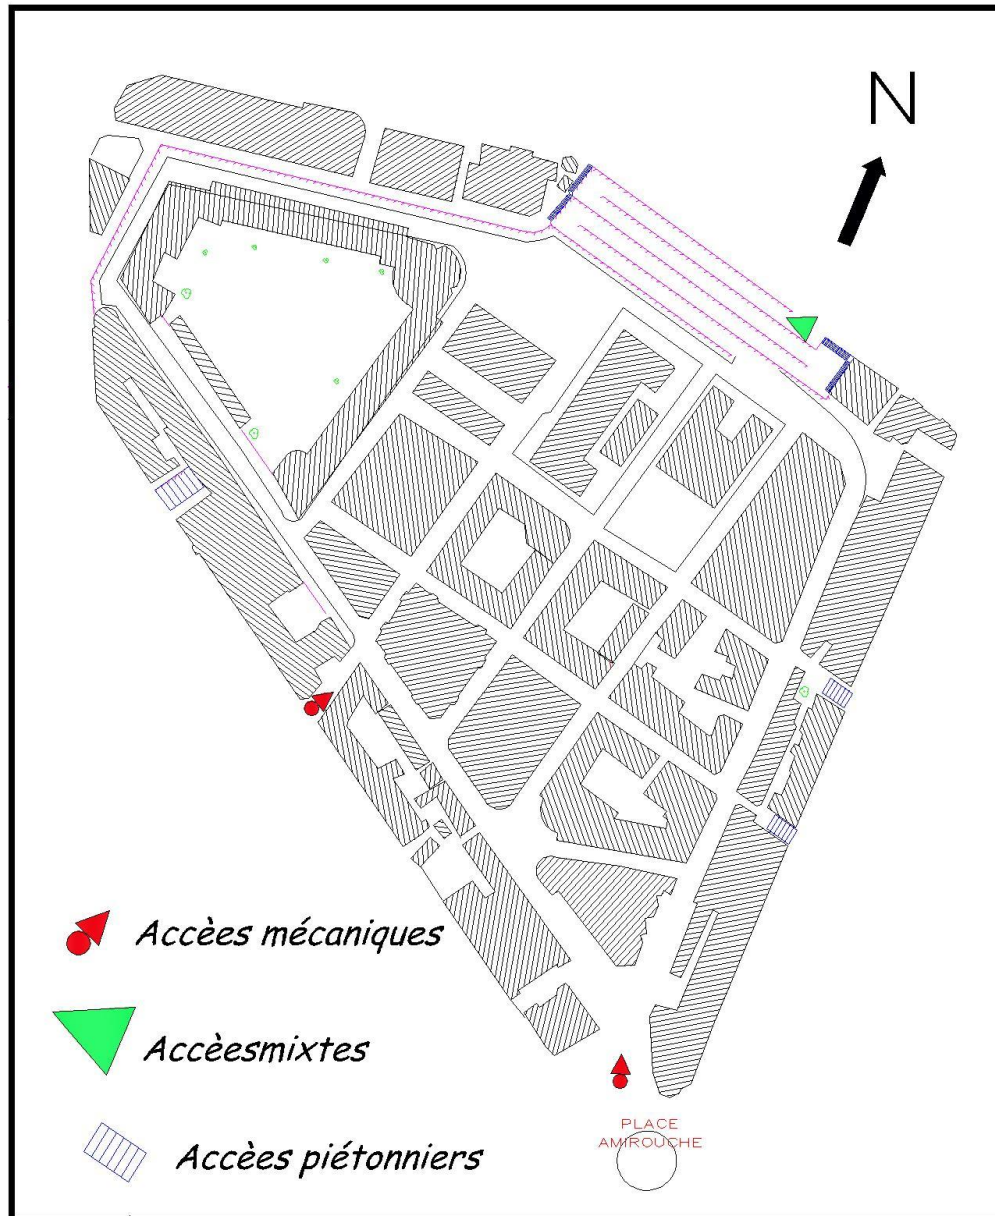 N
Accèes mécaniques
Accèesmixtes
Accèes piétonniers
PLACE
AMIROUCHE